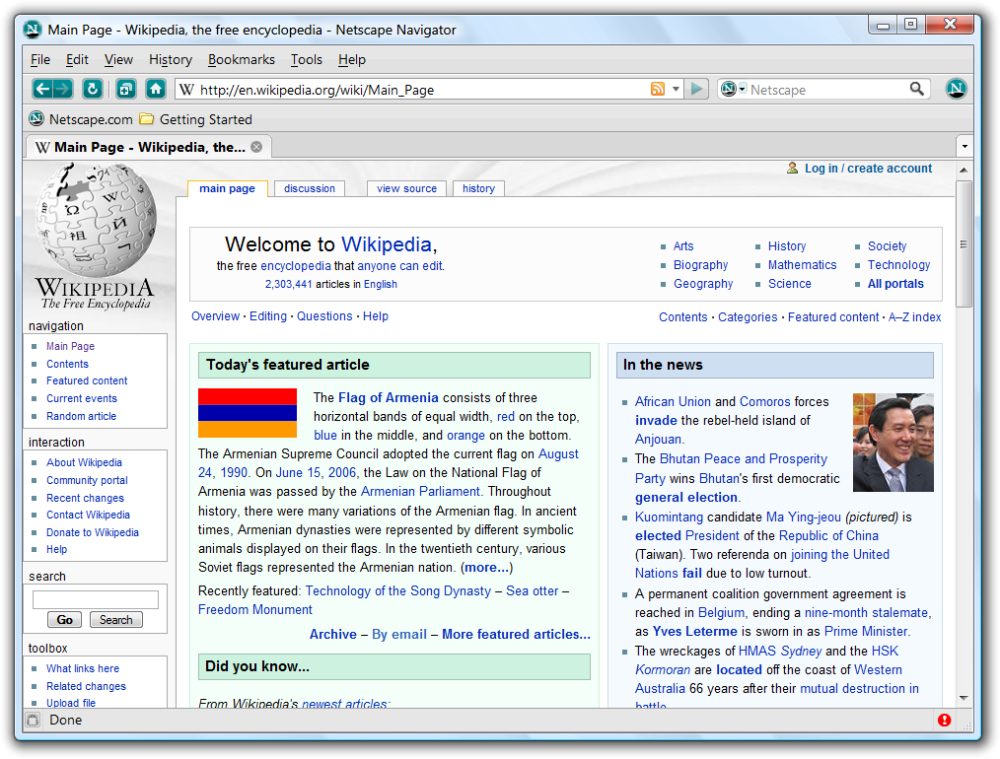 Main Page - Wikipedia, the free encyclopedia - Netscape Navigator
File Edit View History Bookmarks Tools Help
W http://en.wikipedia.org/wiki/Main_Page N Netscape N
Netscape.com Getting Started
W Main Page - Wikipedia, the...
Log in / create account
main page discussion view source history
Ω W И 祖
WIKIPEDIA
The Free Encyclopedia
navigation
Main Page
Contents
Featured content
Current events
Random article
interaction
About Wikipedia
Community portal
Recent changes
Contact Wikipedia
Donate to Wikipedia
Help
search
Go Search
toolbox
What links here
Related changes
Upload file
Welcome to Wikipedia,
the free encyclopedia that anyone can edit.
2,303,441 articles in English
Arts History Society
Biography Mathematics Technology
Geography Science All portals
Overview · Editing · Questions · Help
Contents · Categories · Featured content · A–Z index
Today's featured article
The Flag of Armenia consists of three
horizontal bands of equal width, red on the top,
blue in the middle, and orange on the bottom.
The Armenian Supreme Council adopted the current flag on August
24, 1990. On June 15, 2006, the Law on the National Flag of
Armenia was passed by the Armenian Parliament. Throughout
history, there were many variations of the Armenian flag. In ancient
times, Armenian dynasties were represented by different symbolic
animals displayed on their flags. In the twentieth century, various
Soviet flags represented the Armenian nation. (more...)
Recently featured: Technology of the Song Dynasty – Sea otter –
Freedom Monument
Archive – By email – More featured articles...
Did you know...
From Wikipedia's newest articles:
In the news
African Union and Comoros forces
invade the rebel-held island of
Anjouan.
The Bhutan Peace and Prosperity
Party wins Bhutan's first democratic
general election.
Kuomintang candidate Ma Ying-jeou (pictured) is
elected President of the Republic of China
(Taiwan). Two referenda on joining the United
Nations fail due to low turnout.
A permanent coalition government agreement is
reached in Belgium, ending a nine-month stalemate,
as Yves Leterme is sworn in as Prime Minister.
The wreckages of HMAS Sydney and the HSK
Kormoran are located off the coast of Western
Australia 66 years after their mutual destruction in
battle.
Done